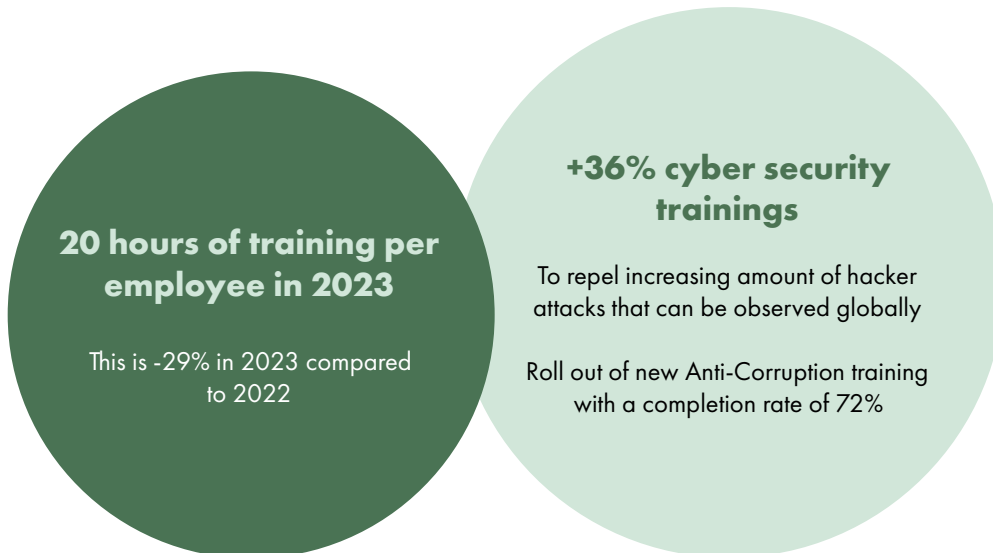 20 hours of training per
employee in 2023
This is -29% in 2023 compared
to 2022
+36% cyber security
trainings
To repel increasing amount of hacker
attacks that can be observed globally
Roll out of new Anti-Corruption training
with a completion rate of 72%